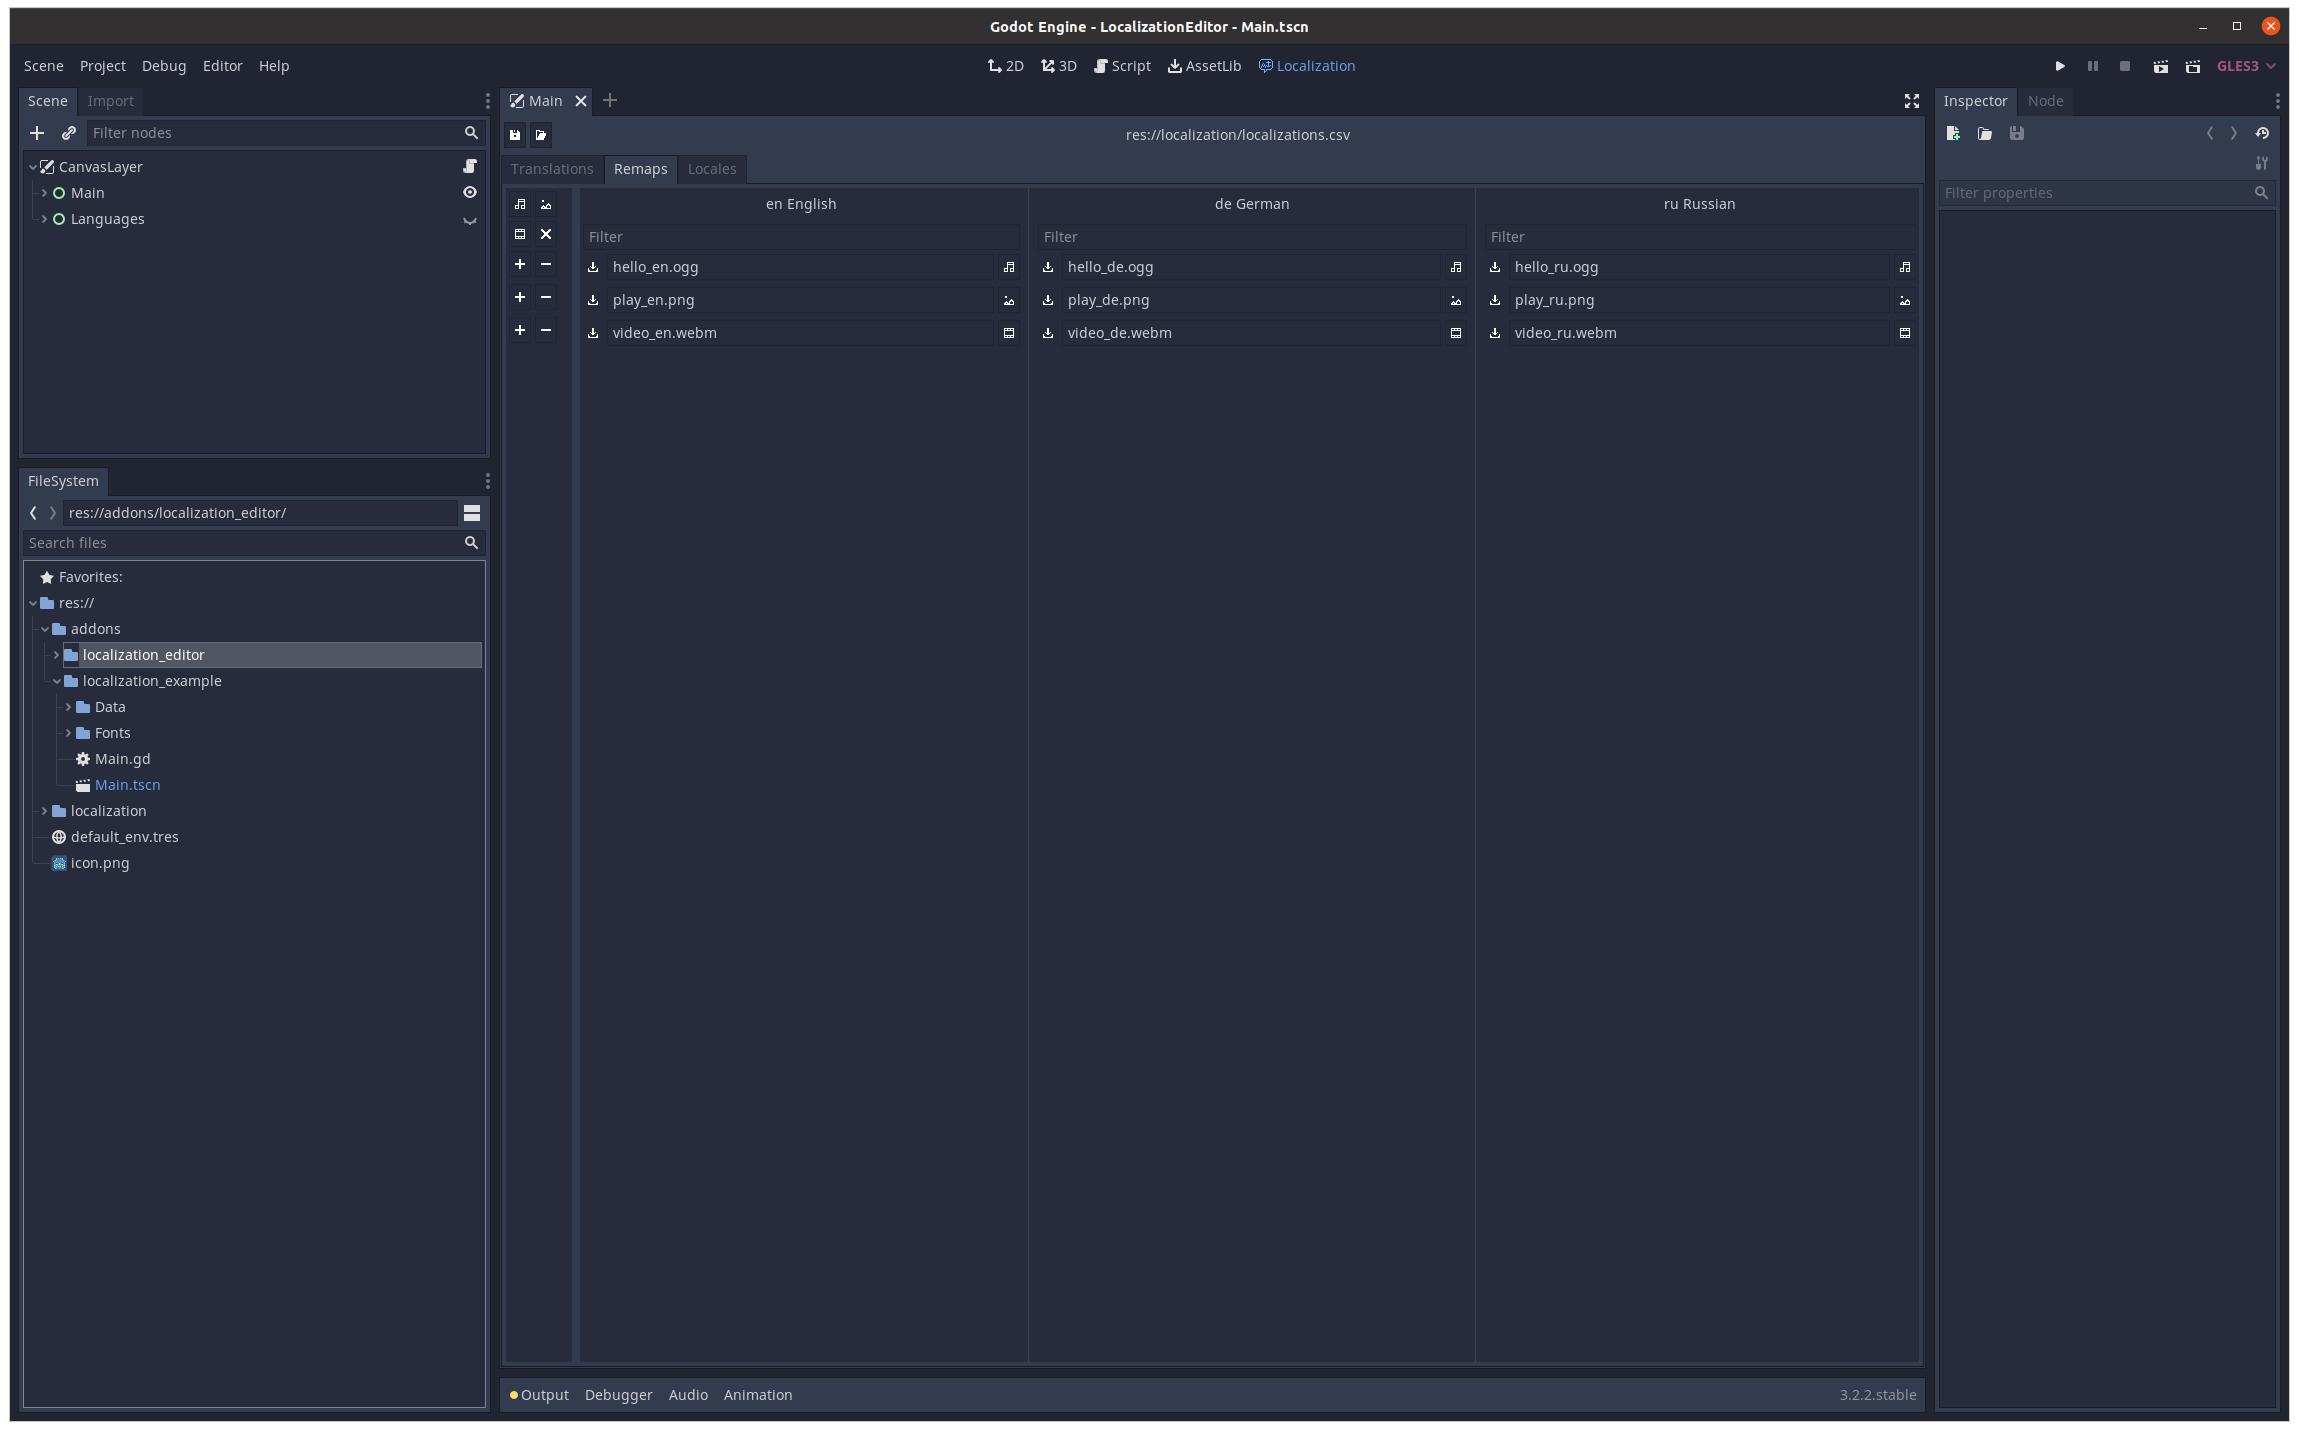 Godot Engine - LocalizationEditor - Main.tscn
Scene Project Debug Editor Help
2D 3D Script AssetLib Localization
GLES3
Scene Import
Filter nodes
CanvasLayer
Main
Languages
FileSystem
res://addons/localization_editor/
Search files
Favorites:
res://
addons
localization_editor
localization_example
Data
Fonts
Main.gd
Main.tscn
localization
default_env.tres
icon.png
Main
res://localization/localizations.csv
Translations Remaps Locales
en English de German ru Russian
Filter Filter Filter
hello_en.ogg hello_de.ogg hello_ru.ogg
play_en.png play_de.png play_ru.png
video_en.webm video_de.webm video_ru.webm
Output Debugger Audio Animation
3.2.2.stable
Inspector Node
Filter properties